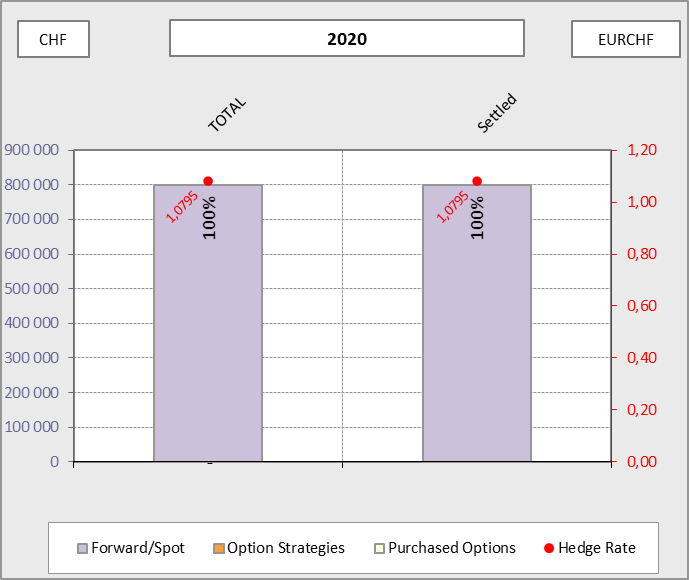 CHF
2020
EURCHF
TOTAL
Settled
900 000
800 000
700 000
600 000
500 000
400 000
300 000
200 000
100 000
0
1,0795
100%
-
1,0795
100%
1,20
1,00
0,80
0,60
0,40
0,20
0,00
Forward/Spot
Option Strategies
Purchased Options
Hedge Rate